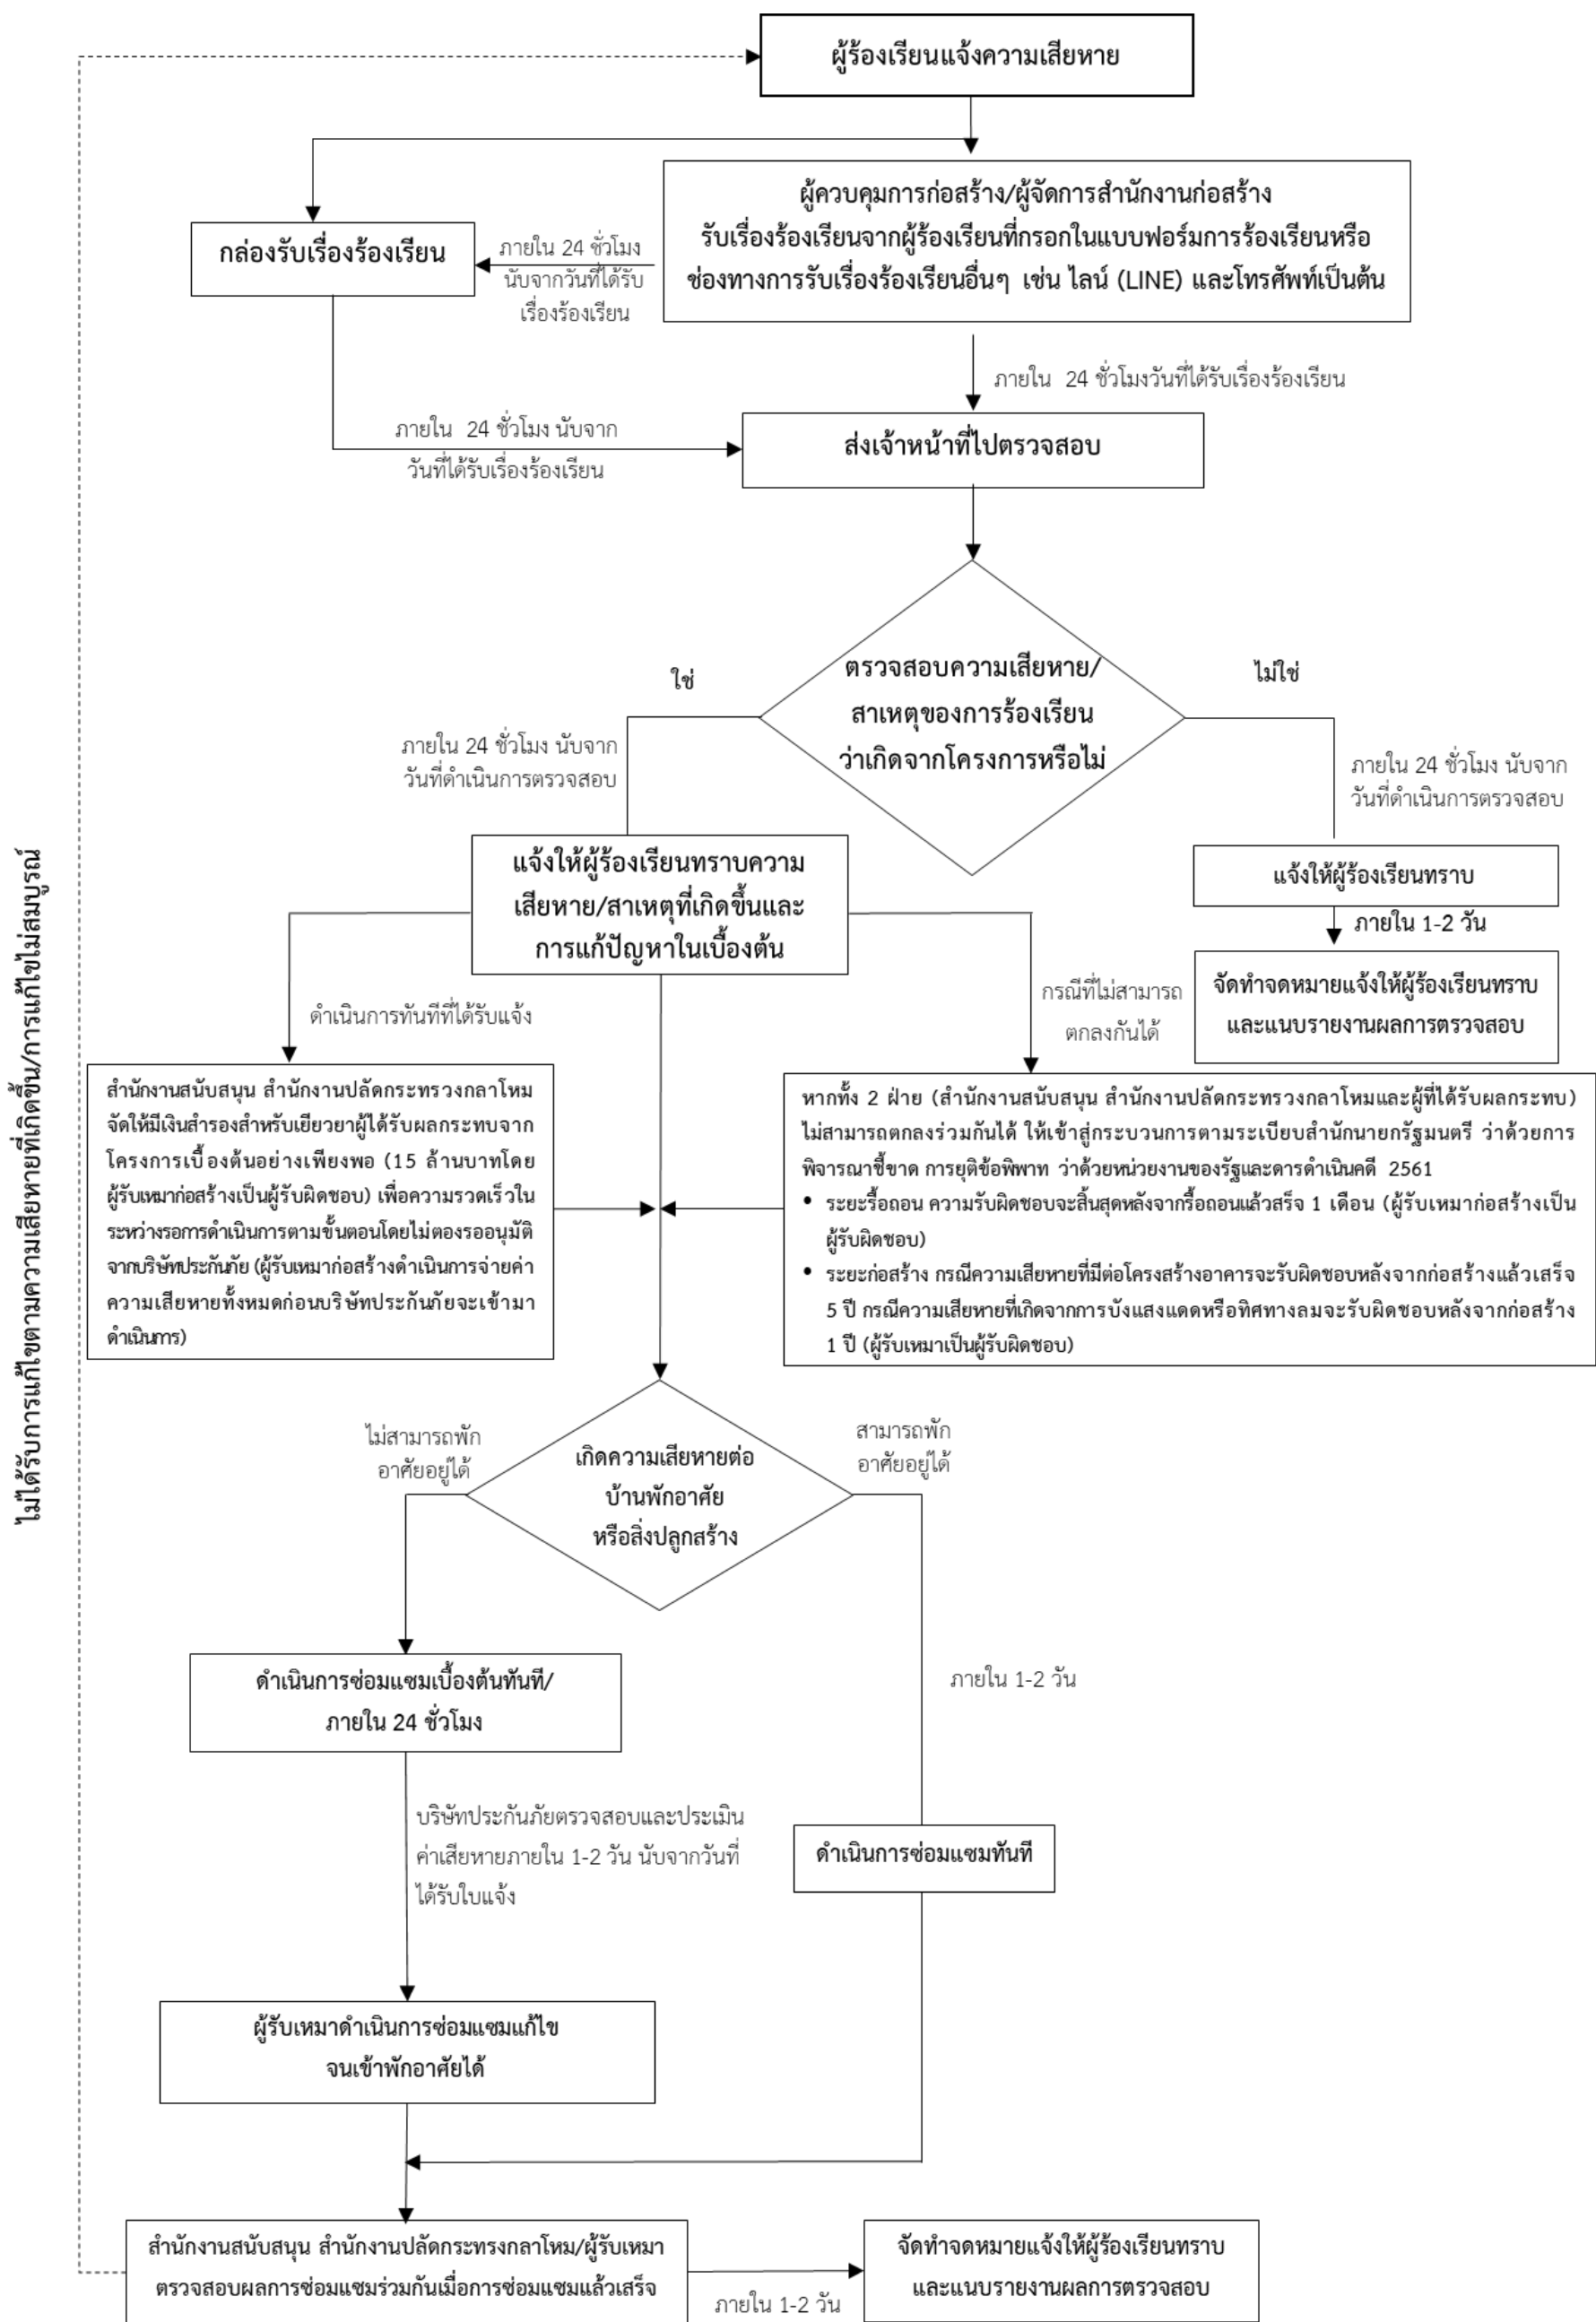 ผู้ร้องเรียนแจ้งความเสียหาย
ผู้ควบคุมการก่อสร้าง/ผู้จัดการสำนักงานก่อสร้าง
รับเรื่องร้องเรียนจากผู้ร้องเรียนที่กรอกในแบบฟอร์มการร้องเรียนหรือ
ช่องทางการรับเรื่องร้องเรียนอื่นๆ เช่น ไลน์ (LINE) และโทรศัพท์เป็นต้น
กล่องรับเรื่องร้องเรียน
ภายใน 24 ชั่วโมง
นับจากวันที่ได้รับ
เรื่องร้องเรียน
ภายใน 24 ชั่วโมงวันที่ได้รับเรื่องร้องเรียน
ภายใน 24 ชั่วโมง นับจาก
วันที่ได้รับเรื่องร้องเรียน
ส่งเจ้าหน้าที่ไปตรวจสอบ
ตรวจสอบความเสียหาย/
สาเหตุของการร้องเรียน
ว่าเกิดจากโครงการหรือไม่
ใช่
ไม่ใช่
ภายใน 24 ชั่วโมง นับจาก
วันที่ดำเนินการตรวจสอบ
ภายใน 24 ชั่วโมง นับจาก
วันที่ดำเนินการตรวจสอบ
แจ้งให้ผู้ร้องเรียนทราบความ
เสียหาย/สาเหตุที่เกิดขึ้นและ
การแก้ปัญหาในเบื้องต้น
แจ้งให้ผู้ร้องเรียนทราบ
ภายใน 1-2 วัน
จัดทำจดหมายแจ้งให้ผู้ร้องเรียนทราบ
และแนบรายงานผลการตรวจสอบ
ดำเนินการทันทีที่ได้รับแจ้ง
กรณีที่ไม่สามารถ
ตกลงกันได้
สำนักงานสนับสนุน สำนักงานปลัดกระทรวงกลาโหม
จัดให้มีเงินสำรองสำหรับเยียวยาผู้ได้รับผลกระทบจาก
โครงการเบื้องต้นอย่างเพียงพอ (15 ล้านบาทโดย
ผู้รับเหมาก่อสร้างเป็นผู้รับผิดชอบ) เพื่อความรวดเร็วใน
ระหว่างรอการดำเนินการตามขั้นตอนโดยไม่ตองรออนุมัติ
จากบริษัทประกันภัย (ผู้รับเหมาก่อสร้างดำเนินการจ่ายค่า
ความเสียหายทั้งหมดก่อนบริษัทประกันภัยจะเข้ามา
ดำเนินการ)
หากทั้ง 2 ฝ่าย (สำนักงานสนับสนุน สำนักงานปลัดกระทรวงกลาโหมและผู้ที่ได้รับผลกระทบ)
ไม่สามารถตกลงร่วมกันได้ ให้เข้าสู่กระบวนการตามระเบียบสำนักนายกรัฐมนตรี ว่าด้วยการ
พิจารณาชี้ขาด การยุติข้อพิพาท ว่าด้วยหน่วยงานของรัฐและดารดำเนินคดี 2561
• ระยะรื้อถอน ความรับผิดชอบจะสิ้นสุดหลังจากรื้อถอนแล้วสร็จ 1 เดือน (ผู้รับเหมาก่อสร้างเป็น
ผู้รับผิดชอบ)
• ระยะก่อสร้าง กรณีความเสียหายที่มีต่อโครงสร้างอาคารจะรับผิดชอบหลังจากก่อสร้างแล้วเสร็จ
5 ปี กรณีความเสียหายที่เกิดจากการบังแสงแดดหรือทิศทางลมจะรับผิดชอบหลังจากก่อสร้าง
1 ปี (ผู้รับเหมาเป็นผู้รับผิดชอบ)
ไม่ได้รับการแก้ไขตามความเสียหายที่เกิดขึ้น/การแก้ไขไม่สมบูรณ์
ไม่สามารถพัก
อาศัยอยู่ได้
เกิดความเสียหายต่อ
บ้านพักอาศัย
หรือสิ่งปลูกสร้าง
สามารถพัก
อาศัยอยู่ได้
ดำเนินการซ่อมแซมเบื้องต้นทันที/
ภายใน 24 ชั่วโมง
ภายใน 1-2 วัน
บริษัทประกันภัยตรวจสอบและประเมิน
ค่าเสียหายภายใน 1-2 วัน นับจากวันที่
ได้รับใบแจ้ง
ดำเนินการซ่อมแซมทันที
ผู้รับเหมาดำเนินการซ่อมแซมแก้ไข
จนเข้าพักอาศัยได้
สำนักงานสนับสนุน สำนักงานปลัดกระทรงกลาโหม/ผู้รับเหมา
ตรวจสอบผลการซ่อมแซมร่วมกันเมื่อการซ่อมแซมแล้วเสร็จ
ภายใน 1-2 วัน
จัดทำจดหมายแจ้งให้ผู้ร้องเรียนทราบ
และแนบรายงานผลการตรวจสอบ